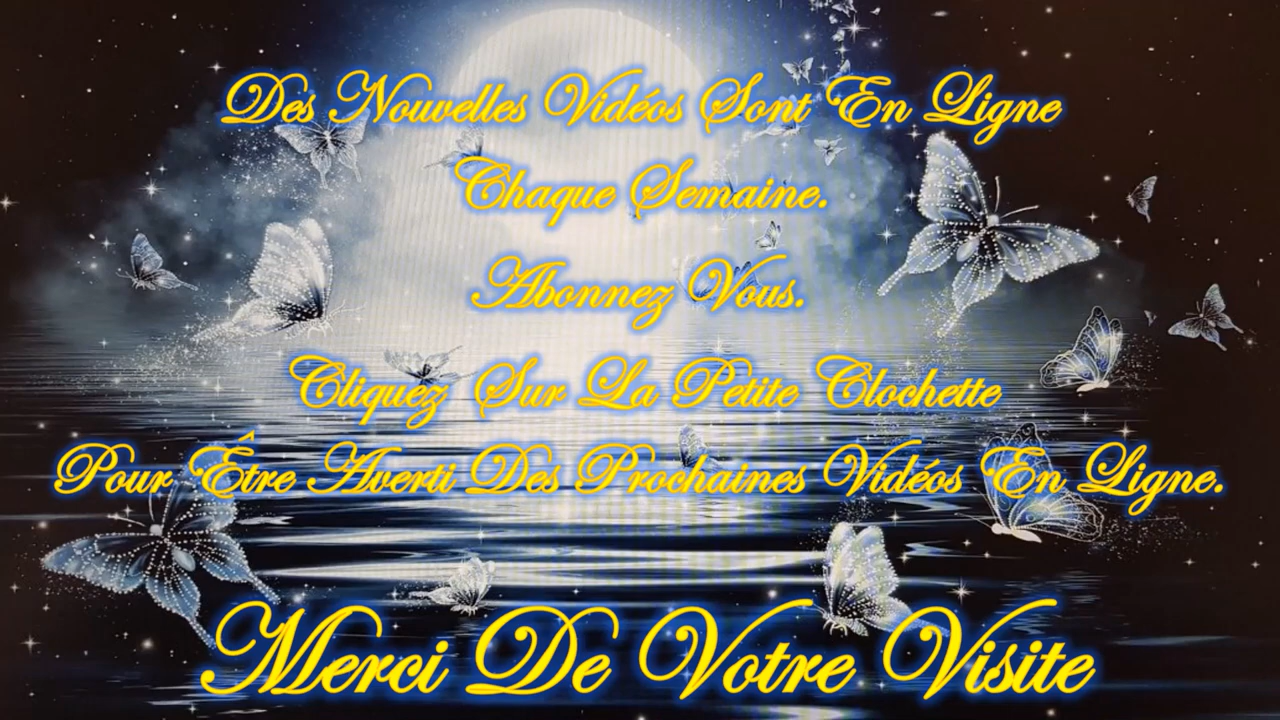 Des Nouvelles Vidéos Sont En Ligne
Chaque Semaine.
Abonnez Vous.
Cliquez Sur La Petite Clochette
Pour Être Averti Des Prochaines Vidéos En Ligne.
Merci De Votre Visite